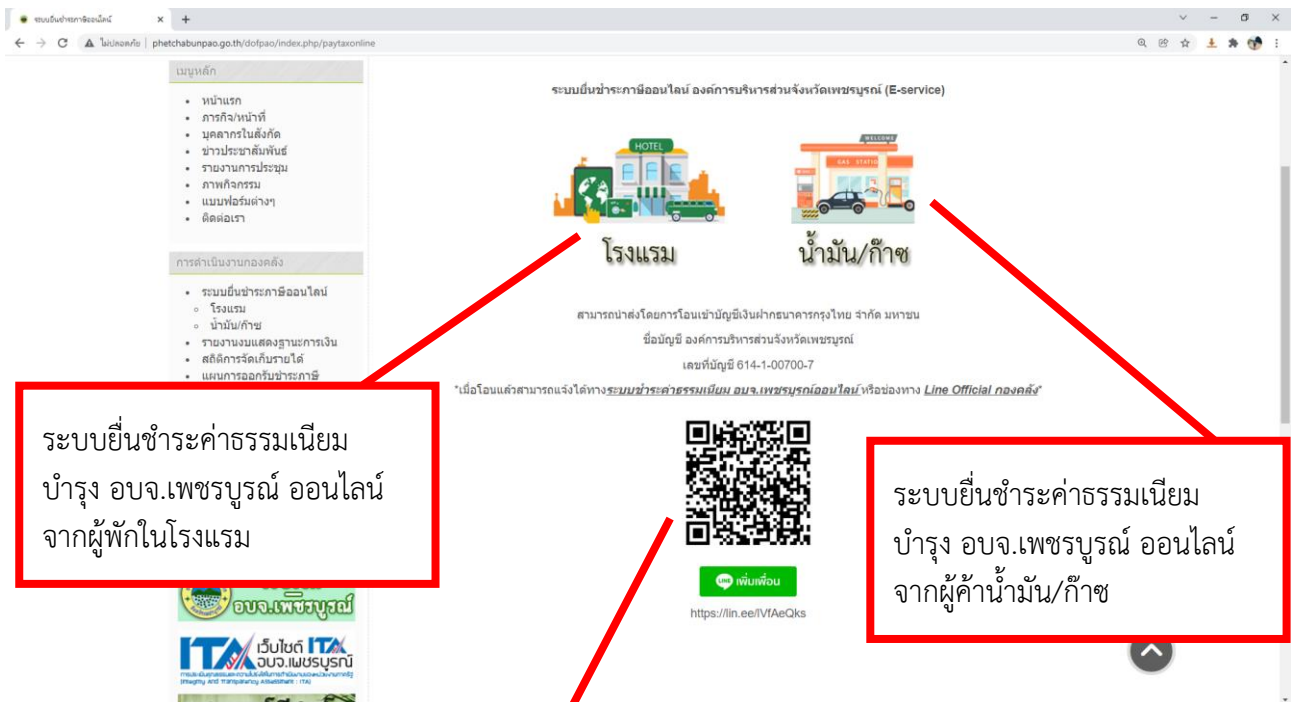 ระบบยื่นชำระภาษีออนไลน์
ไม่ปลอดภัย
phetchabunpao.go.th/dofpao/index.php/paytaxonline
เมนูหลัก
หน้าแรก
ภารกิจ/หน้าที่
บุคลากรในสังกัด
ข่าวประชาสัมพันธ์
รายงานการประชุม
ภาพกิจกรรม
แบบฟอร์มต่างๆ
ติดต่อเรา
การดำเนินงานกองคลัง
ระบบยื่นชำระภาษีออนไลน์
โรงแรม
น้ำมัน/ก๊าซ
รายงานงบแสดงฐานะการเงิน
สถิติการจัดเก็บรายได้
แผนการออกรับชำระภาษี
ระบบยื่นชำระภาษีออนไลน์ องค์การบริหารส่วนจังหวัดเพชรบูรณ์ (E-service)
HOTEL
WELCOME
GAS STATION
โรงแรม
น้ำมัน/ก๊าซ
สามารถนำส่งโดยการโอนเข้าบัญชีเงินฝากธนาคารกรุงไทย จำกัด มหาชน
ชื่อบัญชี องค์การบริหารส่วนจังหวัดเพชรบูรณ์
เลขที่บัญชี 614-1-00700-7
*เมื่อโอนแล้วสามารถแจ้งได้ทางระบบชำระค่าธรรมเนียม อบจ.เพชรบูรณ์ออนไลน์ หรือช่องทาง Line Official กองคลัง*
ระบบยื่นชำระค่าธรรมเนียม
บำรุง อบจ.เพชรบูรณ์ ออนไลน์
จากผู้พักในโรงแรม
ระบบยื่นชำระค่าธรรมเนียม
บำรุง อบจ.เพชรบูรณ์ ออนไลน์
จากผู้ค้าน้ำมัน/ก๊าซ
LINE เพิ่มเพื่อน
https://lin.ee/IVfAeQks
อบจ.เพชรบูรณ์
ITA เว็บไซต์ ITA
อบจ.เพชรบูรณ์
(Integrity and Transparency Assessment : ITA)